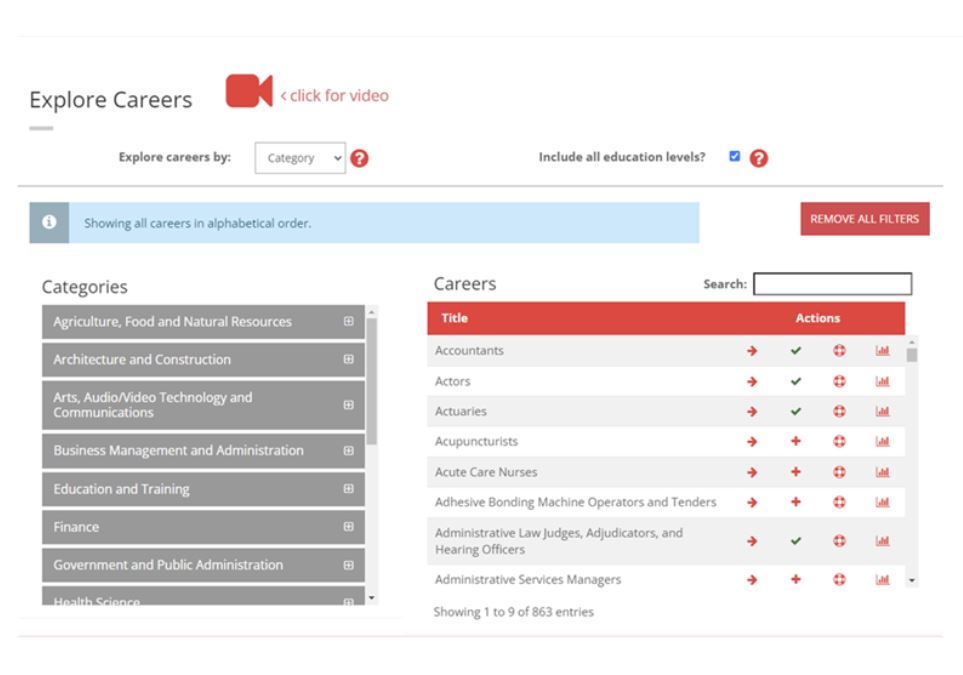 Explore Careers
< click for video
Explore careers by:
Category
Include all education levels?
Showing all careers in alphabetical order.
REMOVE ALL FILTERS
Categories
Agriculture, Food and Natural Resources
Architecture and Construction
Arts, Audio/Video Technology and
Communications
Business Management and Administration
Education and Training
Finance
Government and Public Administration
Health Science
Careers
Search:
Title
Actions
Accountants
Actors
Actuaries
Acupuncturists
Acute Care Nurses
Adhesive Bonding Machine Operators and Tenders
Administrative Law Judges, Adjudicators, and
Hearing Officers
Administrative Services Managers
Showing 1 to 9 of 863 entries